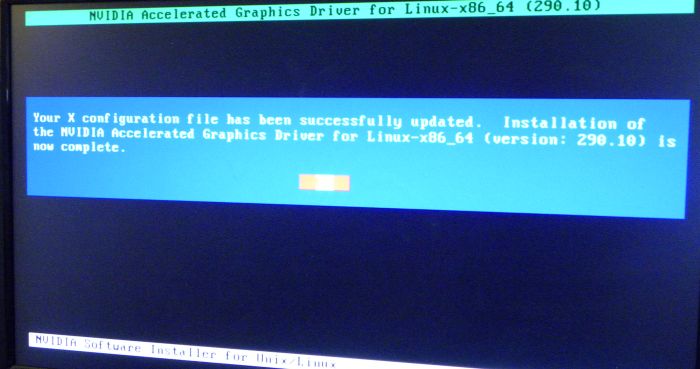 NVIDIA Accelerated Graphics Driver for Linux-x86_64 (290.10)
Your X configuration file has been successfully updated. Installation of
the NVIDIA Accelerated Graphics Driver for Linux-x86_64 (version: 290.10) is
now complete.
NVIDIA Software Installer for Unix/Linux